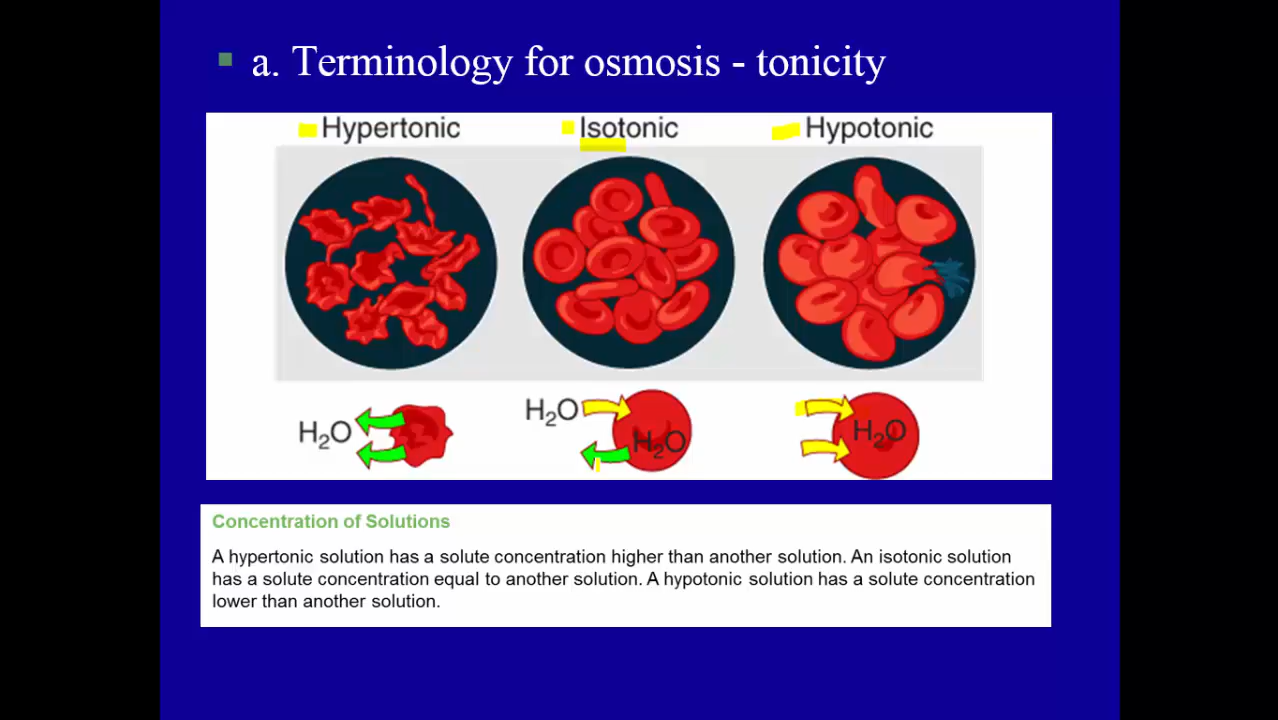 a. Terminology for osmosis - tonicity
Hypertonic Isotonic Hypotonic
H₂O H₂O H₂O H₂O
Concentration of Solutions
A hypertonic solution has a solute concentration higher than another solution. An isotonic solution
has a solute concentration equal to another solution. A hypotonic solution has a solute concentration
lower than another solution.